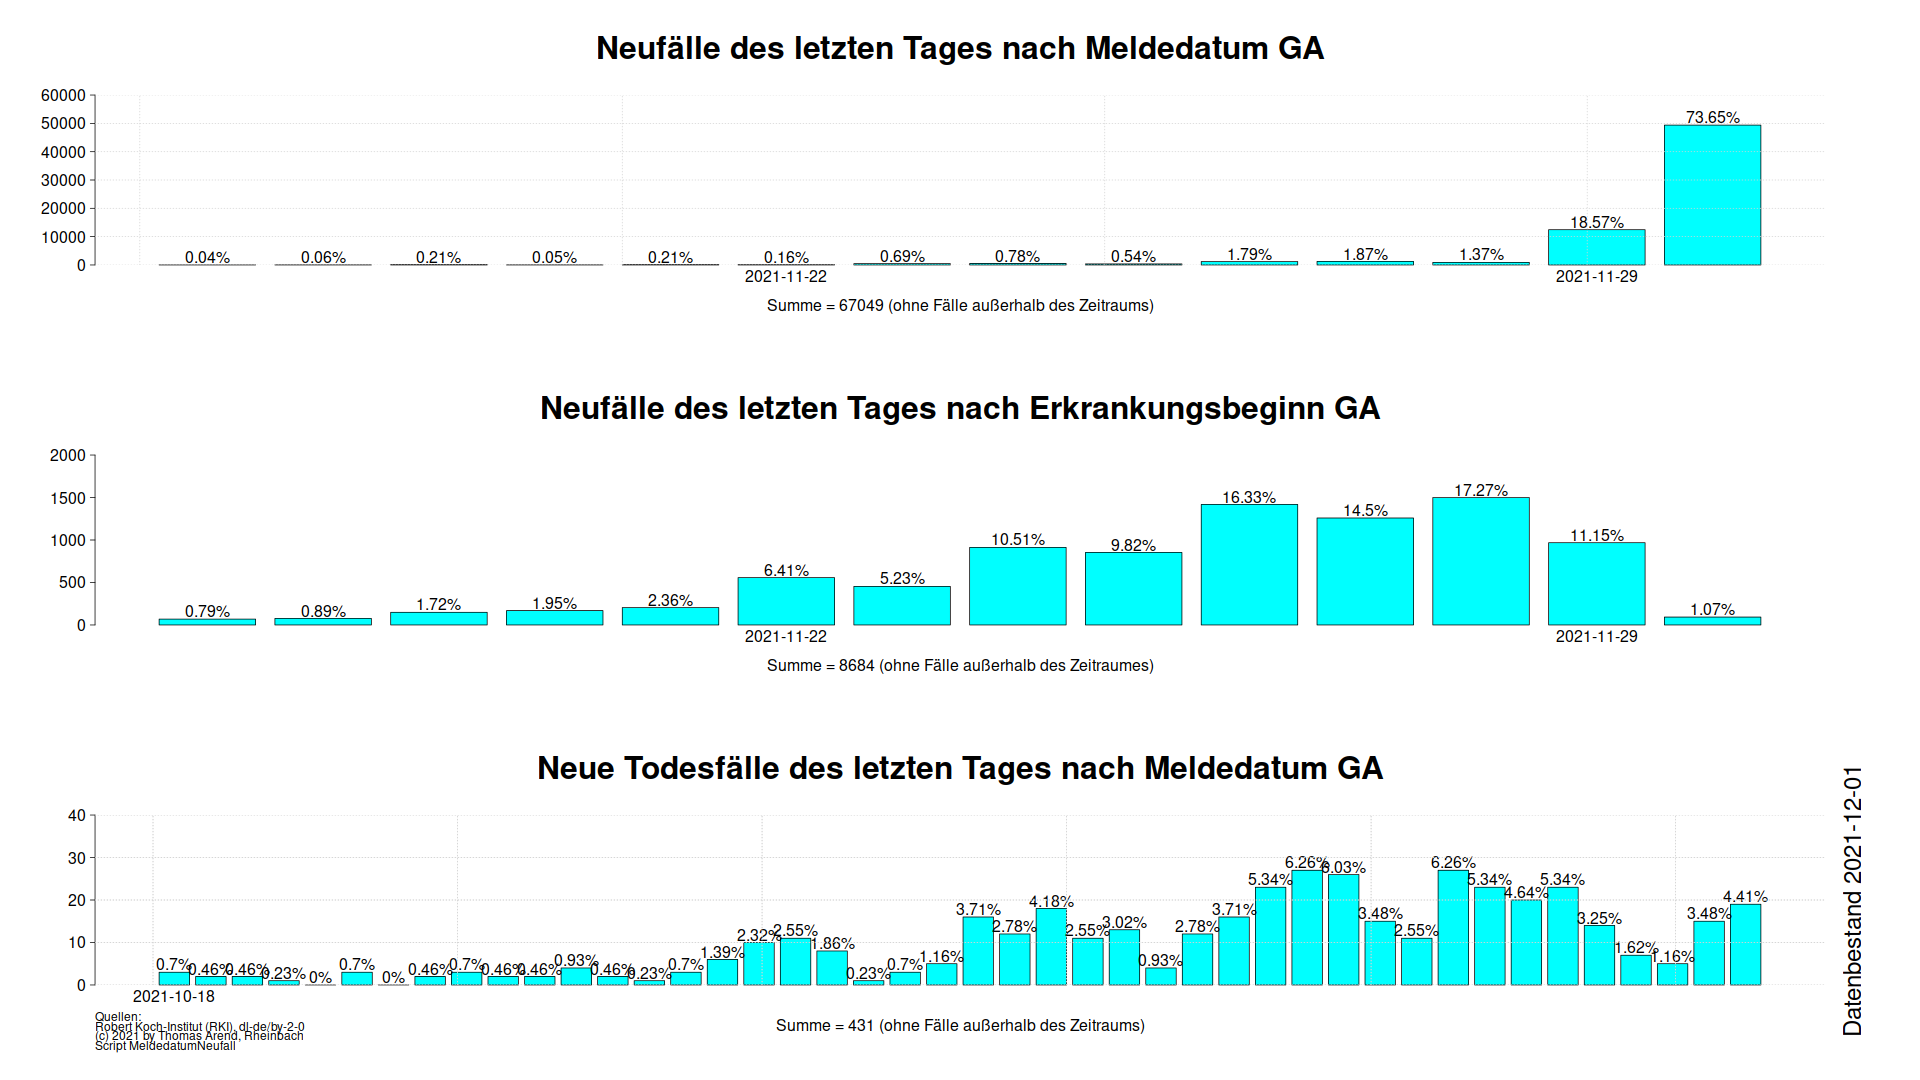 Neufälle des letzten Tages nach Meldedatum GA
60000
50000
40000
30000
20000
10000
0
0.04% 0.06% 0.21% 0.05% 0.21% 0.16% 0.69% 0.78% 0.54% 1.79% 1.87% 1.37% 18.57% 73.65%
2021-11-22 2021-11-29
Summe = 67049 (ohne Fälle außerhalb des Zeitraums)
Neufälle des letzten Tages nach Erkrankungsbeginn GA
2000
1500
1000
500
0
0.79% 0.89% 1.72% 1.95% 2.36% 6.41% 5.23% 10.51% 9.82% 16.33% 14.5% 17.27% 11.15% 1.07%
2021-11-22 2021-11-29
Summe = 8684 (ohne Fälle außerhalb des Zeitraumes)
Neue Todesfälle des letzten Tages nach Meldedatum GA
40
30
20
10
0
0.7% 0.46% 0.46% 0.23% 0% 0.7% 0% 0.46% 0.7% 0.46% 0.46% 0.93% 0.46% 0.23% 0.7% 1.39% 2.32% 2.55% 1.86% 0.23% 0.7% 1.16% 3.71% 2.78% 4.18% 2.55% 3.02% 0.93% 2.78% 3.71% 5.34% 6.26% 6.03% 3.48% 2.55% 6.26% 5.34% 4.64% 5.34% 3.25% 1.62% 1.16% 3.48% 4.41%
2021-10-18
Summe = 431 (ohne Fälle außerhalb des Zeitraums)
Quellen:
Robert Koch-Institut (RKI), dl-de/by-2-0
(c) 2021 by Thomas Arend, Rheinbach
Script MeldedatumNeufall
Datenbestand 2021-12-01